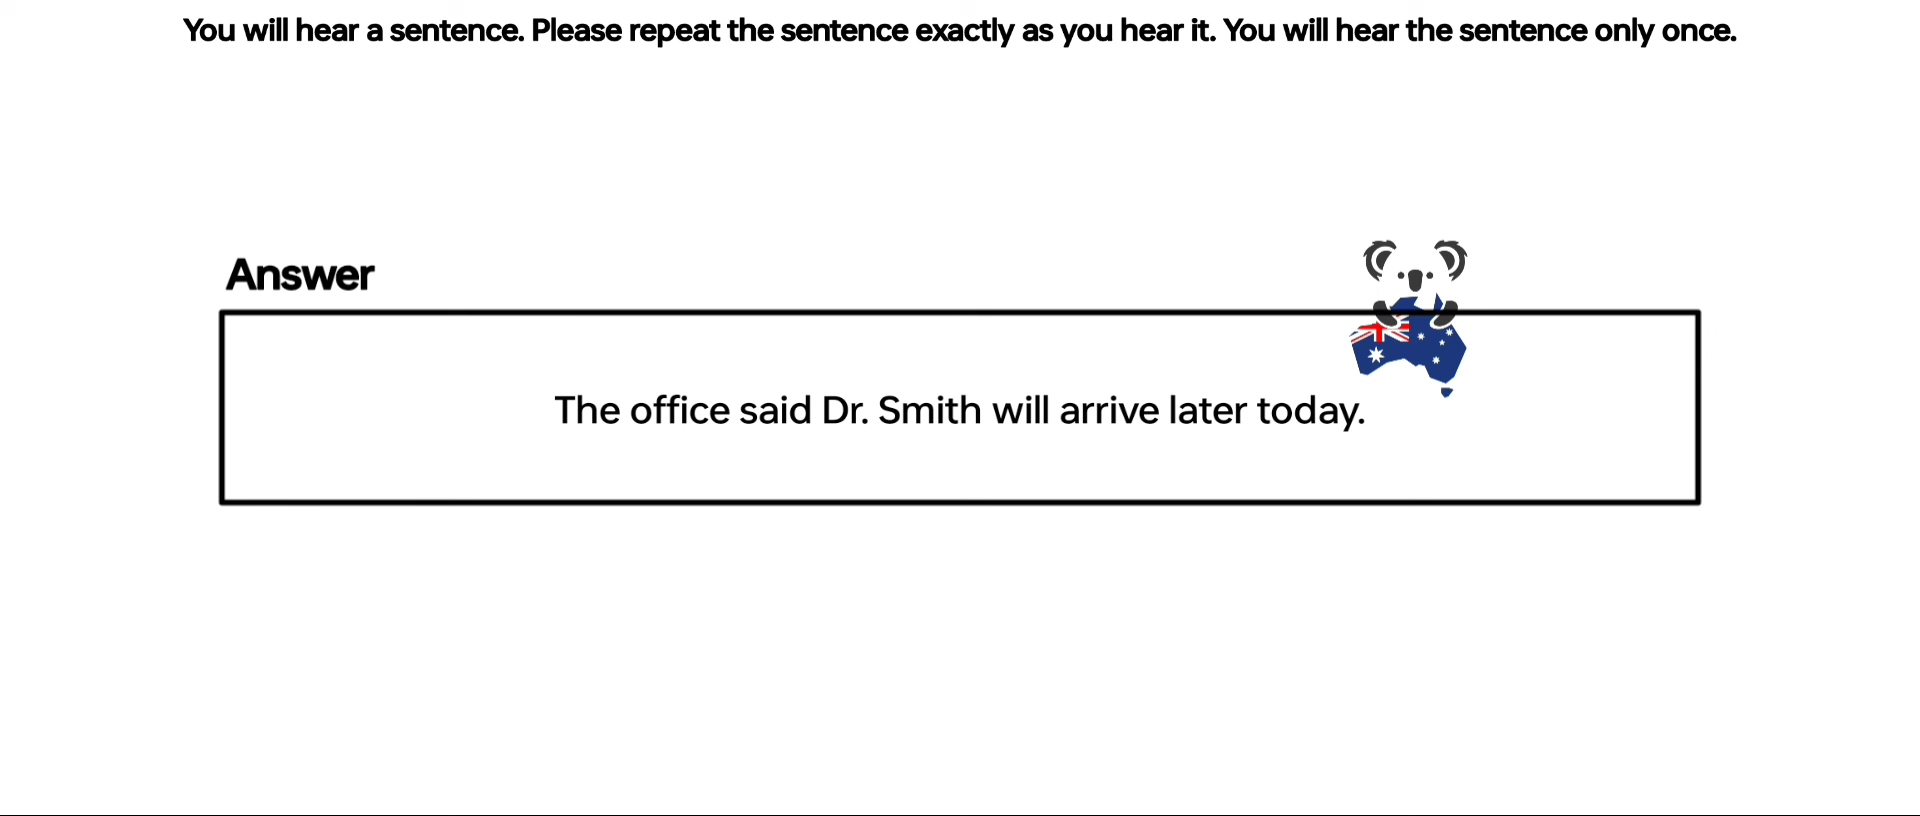 You will hear a sentence. Please repeat the sentence exactly as you hear it. You will hear the sentence only once.
Answer
The office said Dr. Smith will arrive later today.